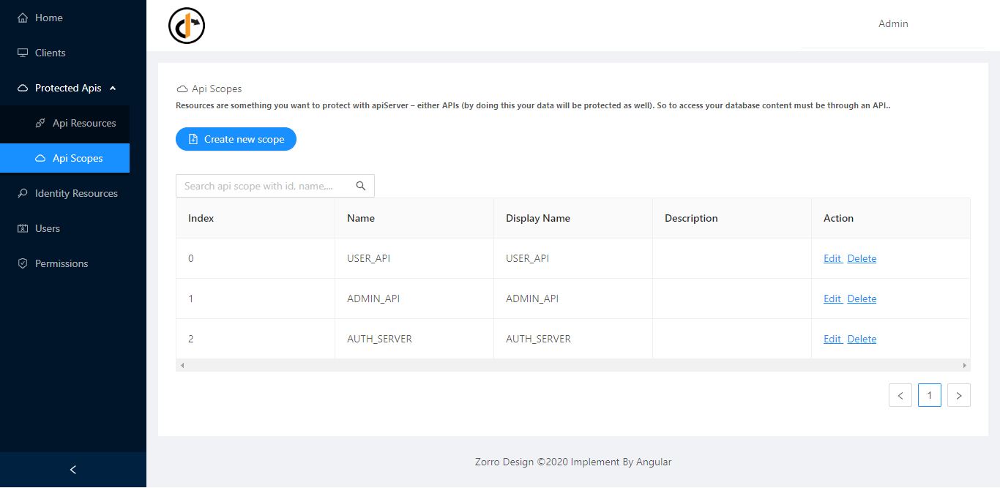 Home
Admin
Clients
Protected Apis
Api Scopes
Resources are something you want to protect with apiServer – either APIs (by doing this your data will be protected as well). So to access your database content must be through an API..
Api Resources
Create new scope
Api Scopes
Search api scope with id, name,...
Identity Resources
Index Name Display Name Description Action
Users
0 USER_API USER_API Edit Delete
Permissions
1 ADMIN_API ADMIN_API Edit Delete
2 AUTH_SERVER AUTH_SERVER Edit Delete
< 1 >
Zorro Design ©2020 Implement By Angular